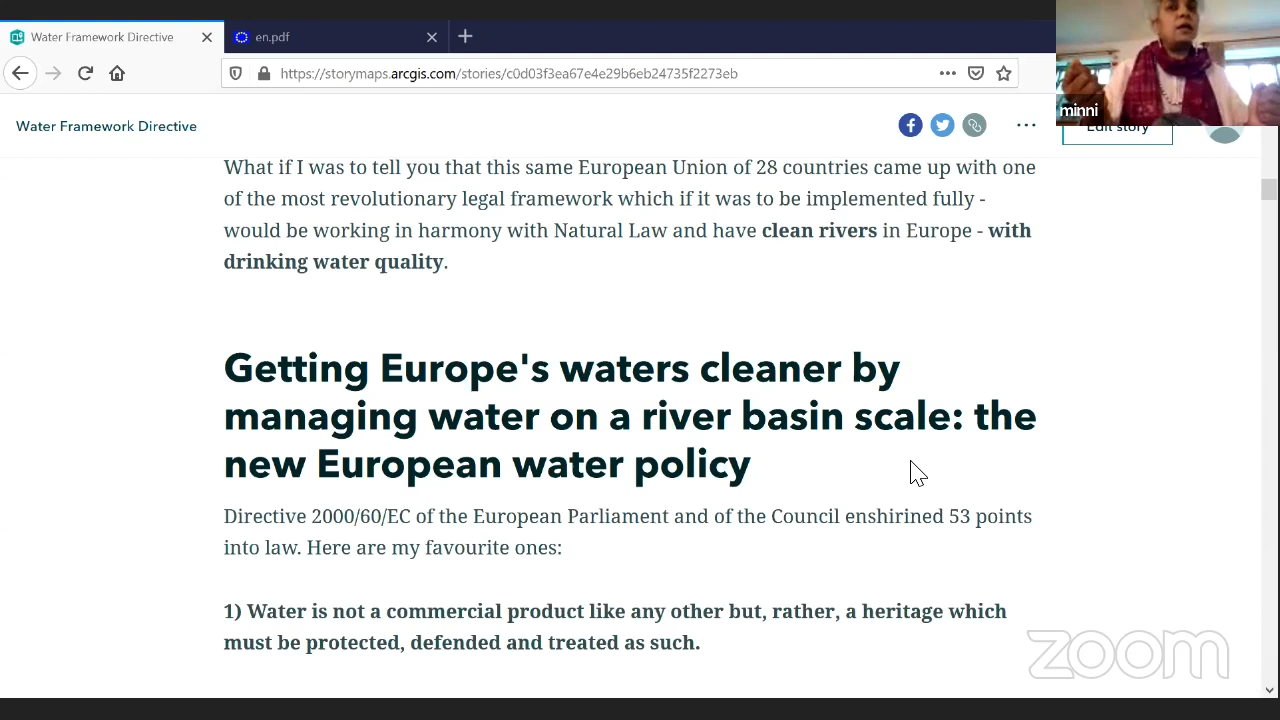 Water Framework Directive
en.pdf
https://storymaps.arcgis.com/stories/c0d03f3ea67e4e29b6eb24735f2273eb
minni
Water Framework Directive
Edit story
What if I was to tell you that this same European Union of 28 countries came up with one
of the most revolutionary legal framework which if it was to be implemented fully -
would be working in harmony with Natural Law and have clean rivers in Europe - with
drinking water quality.
Getting Europe's waters cleaner by
managing water on a river basin scale: the
new European water policy
Directive 2000/60/EC of the European Parliament and of the Council enshirined 53 points
into law. Here are my favourite ones:
1) Water is not a commercial product like any other but, rather, a heritage which
must be protected, defended and treated as such.
zoom